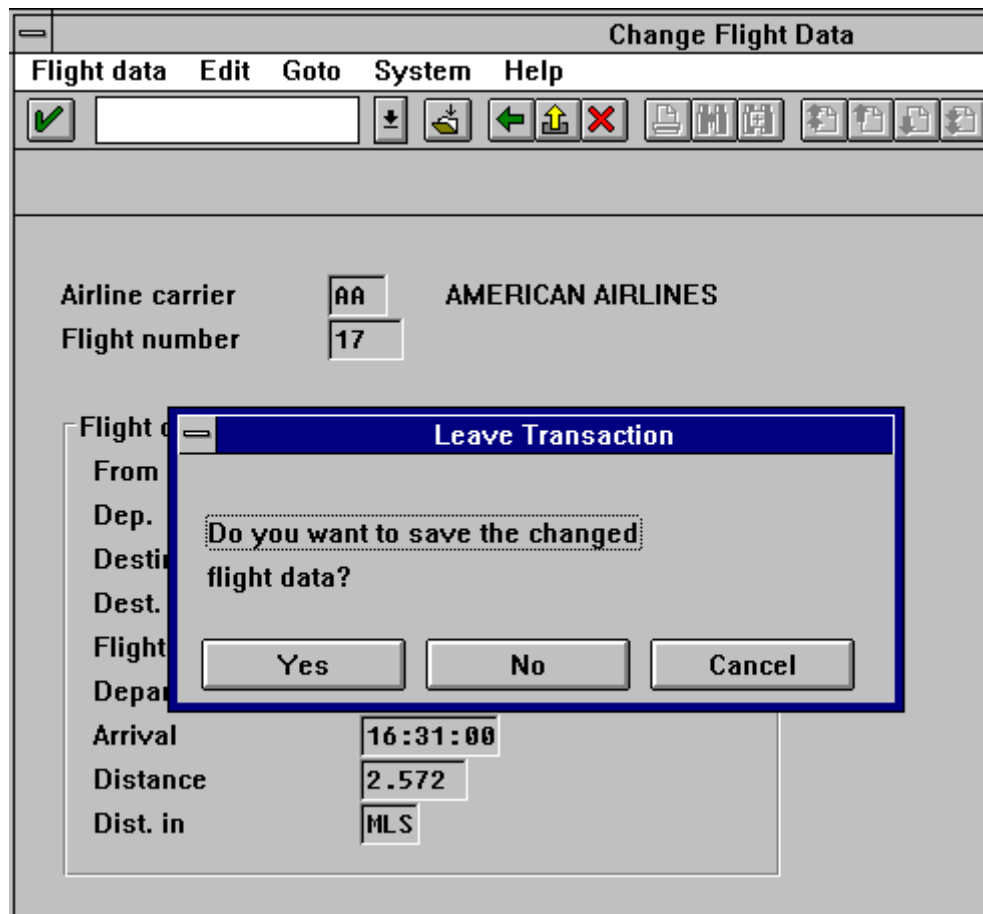 Change Flight Data
Flight data Edit Goto System Help
Airline carrier AA AMERICAN AIRLINES
Flight number 17
Flight
Leave Transaction
From
Dep.
Do you want to save the changed
flight data?
Dest.
Flight
Yes No Cancel
Arrival 16:31:00
Distance 2.572
Dist. in MLS